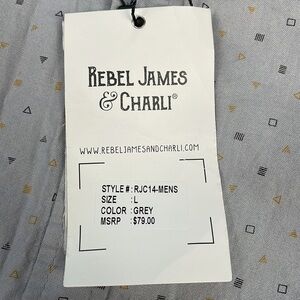 REBEL JAMES
& CHARLI®
WWW.REBELJAMESANDCHARLI.COM
STYLE # : RJC14-MENS
SIZE : L
COLOR : GREY
MSRP : $79.00